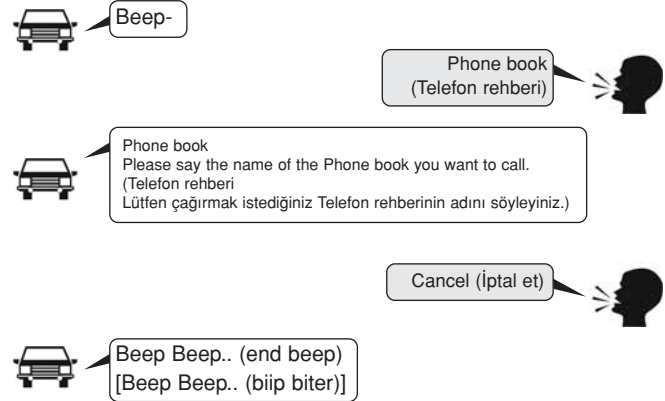 Beep-
Phone book
(Telefon rehberi)
Phone book
Please say the name of the Phone book you want to call.
(Telefon rehberi
Lütfen çağırmak istediğiniz Telefon rehberinin adını söyleyiniz.)
Cancel (İptal et)
Beep Beep.. (end beep)
[Beep Beep.. (biip biter)]